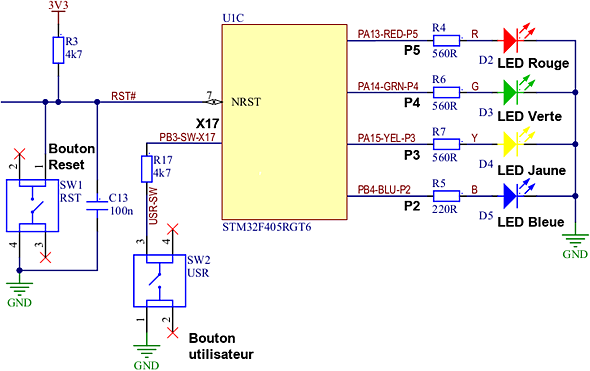 3V3
U1C
R3
4k7
RST#
7
NRST
PA13-RED-P5
P5
R4
560R
R
D2
LED Rouge
PA14-GRN-P4
P4
R6
560R
G
D3
LED Verte
X17
PB3-SW-X17
PA15-YEL-P3
P3
R7
560R
Y
D4
LED Jaune
PB4-BLU-P2
P2
R5
220R
B
D5
LED Bleue
STM32F405RGT6
GND
Bouton
Reset
2
1
SW1
RST
4
3
C13
100n
GND
R17
4k7
USR-SW
3
4
SW2
USR
1
2
GND
Bouton
utilisateur